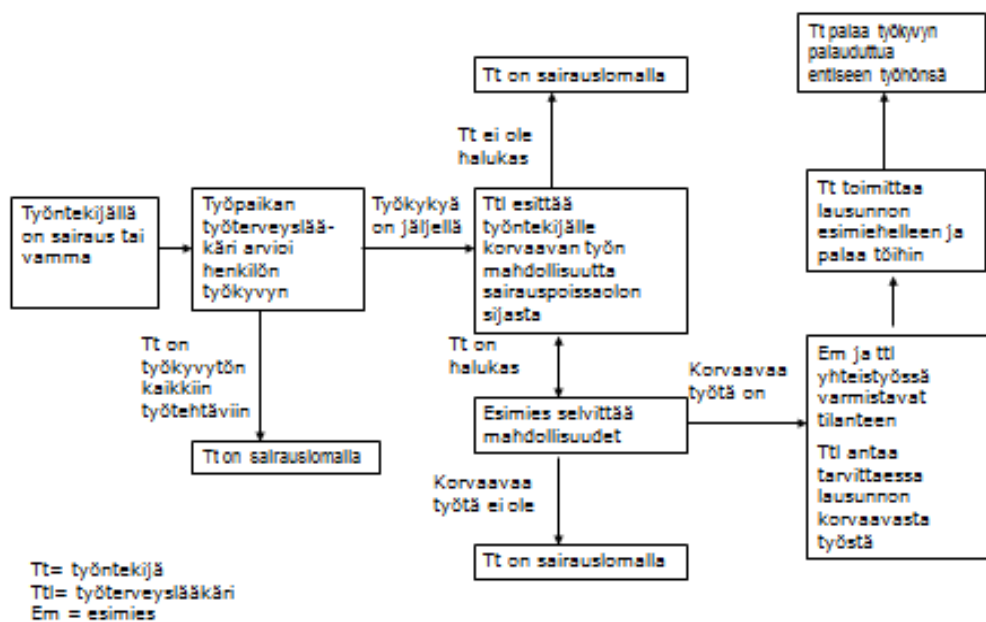 Työntekijällä
on sairaus tai
vamma
Työpaikan
työterveyslää-
käri arvioi
henkilön
työkyvyn
Tt on
työkyvytön
kaikkiin
työtehtäviin
Tt on sairauslomalla
Työkykyä
on jäljellä
Ttl esittää
työntekijälle
korvaavan työn
mahdollisuutta
sairauspoissaolon
sijasta
Tt ei ole
halukas
Tt on sairauslomalla
Tt on
halukas
Esimies selvittää
mahdollisuudet
Korvaavaa
työtä ei ole
Tt on sairauslomalla
Korvaavaa
työtä on
Em ja ttl
yhteistyössä
varmistavat
tilanteen
Ttl antaa
tarvittaessa
lausunnon
korvaavasta
työstä
Tt toimittaa
lausunnon
esimiehelleen ja
palaa töihin
Tt palaa työkyvyn
palauduttua
entiseen työhönsä
Tt= työntekijä
Ttl= työterveyslääkäri
Em = esimies